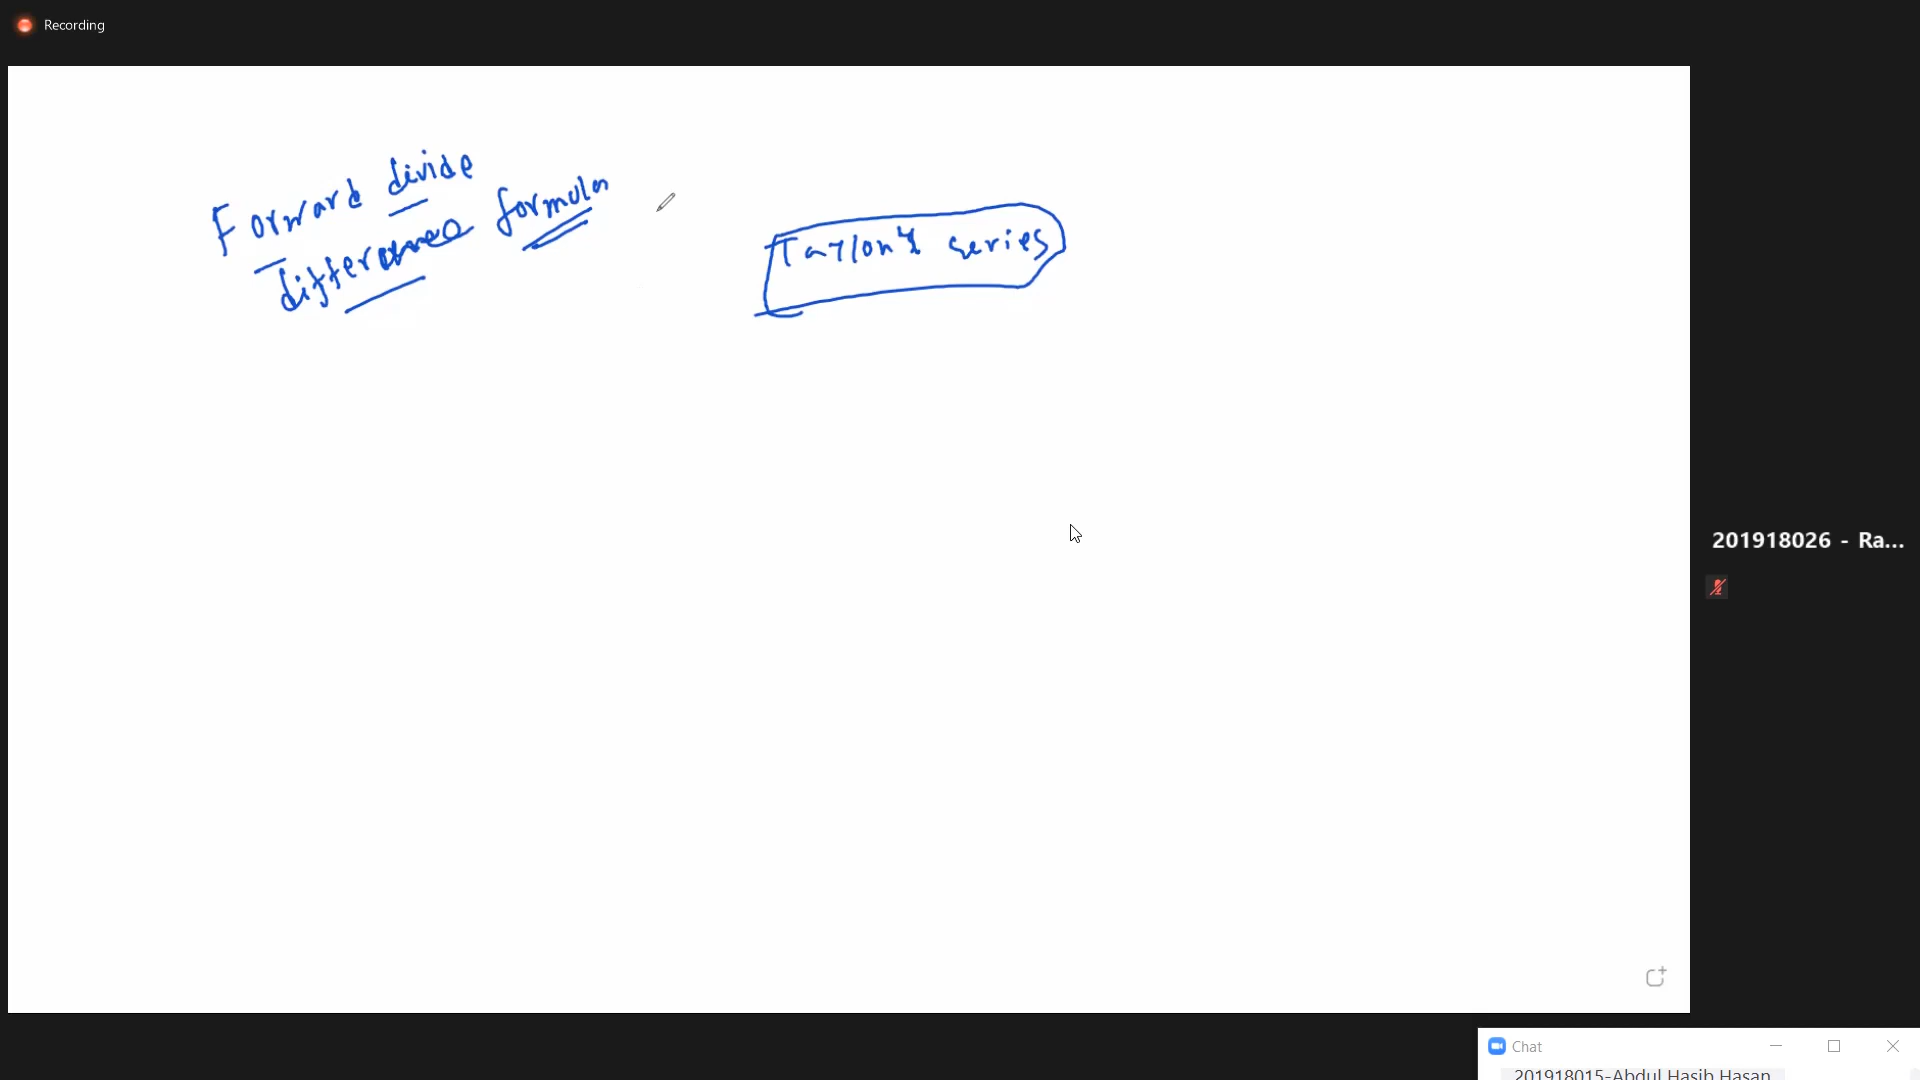 Recording
Forward divide
difference formula
Taylor's series
201918026 - Ra...
Chat
201918015-Abdul Hasib Hasan